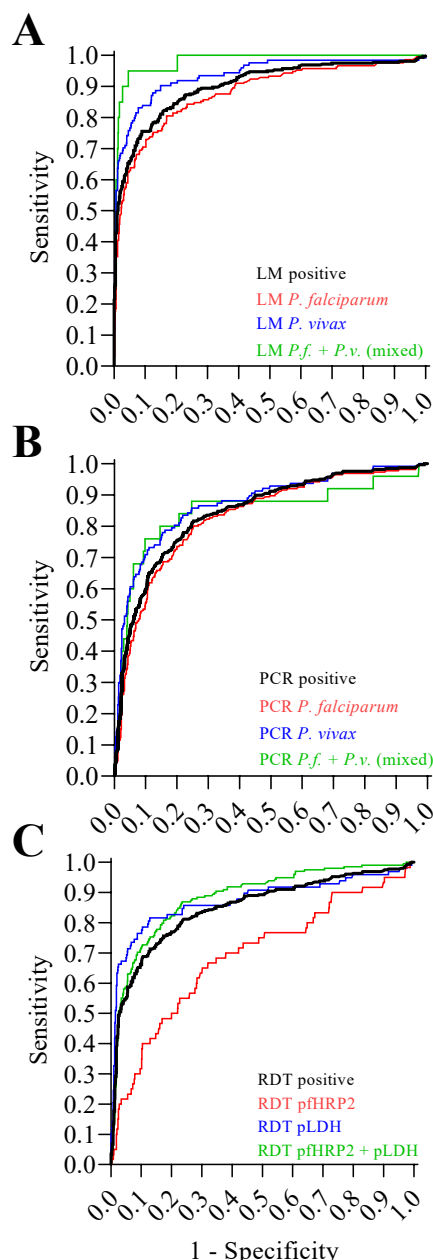 A
1.0
0.9
0.8
0.7
0.6
0.5
0.4
0.3
0.2
0.1
0.0
Sensitivity
LM positive
LM P. falciparum
LM P. vivax
LM P.f. + P.v. (mixed)
0.0 0.1 0.2 0.3 0.4 0.5 0.6 0.7 0.8 0.9 1.0
B
1.0
0.9
0.8
0.7
0.6
0.5
0.4
0.3
0.2
0.1
0.0
Sensitivity
PCR positive
PCR P. falciparum
PCR P. vivax
PCR P.f. + P.v. (mixed)
0.0 0.1 0.2 0.3 0.4 0.5 0.6 0.7 0.8 0.9 1.0
C
1.0
0.9
0.8
0.7
0.6
0.5
0.4
0.3
0.2
0.1
0.0
Sensitivity
RDT positive
RDT pfHRP2
RDT pLDH
RDT pfHRP2 + pLDH
0.0 0.1 0.2 0.3 0.4 0.5 0.6 0.7 0.8 0.9 1.0
1 - Specificity